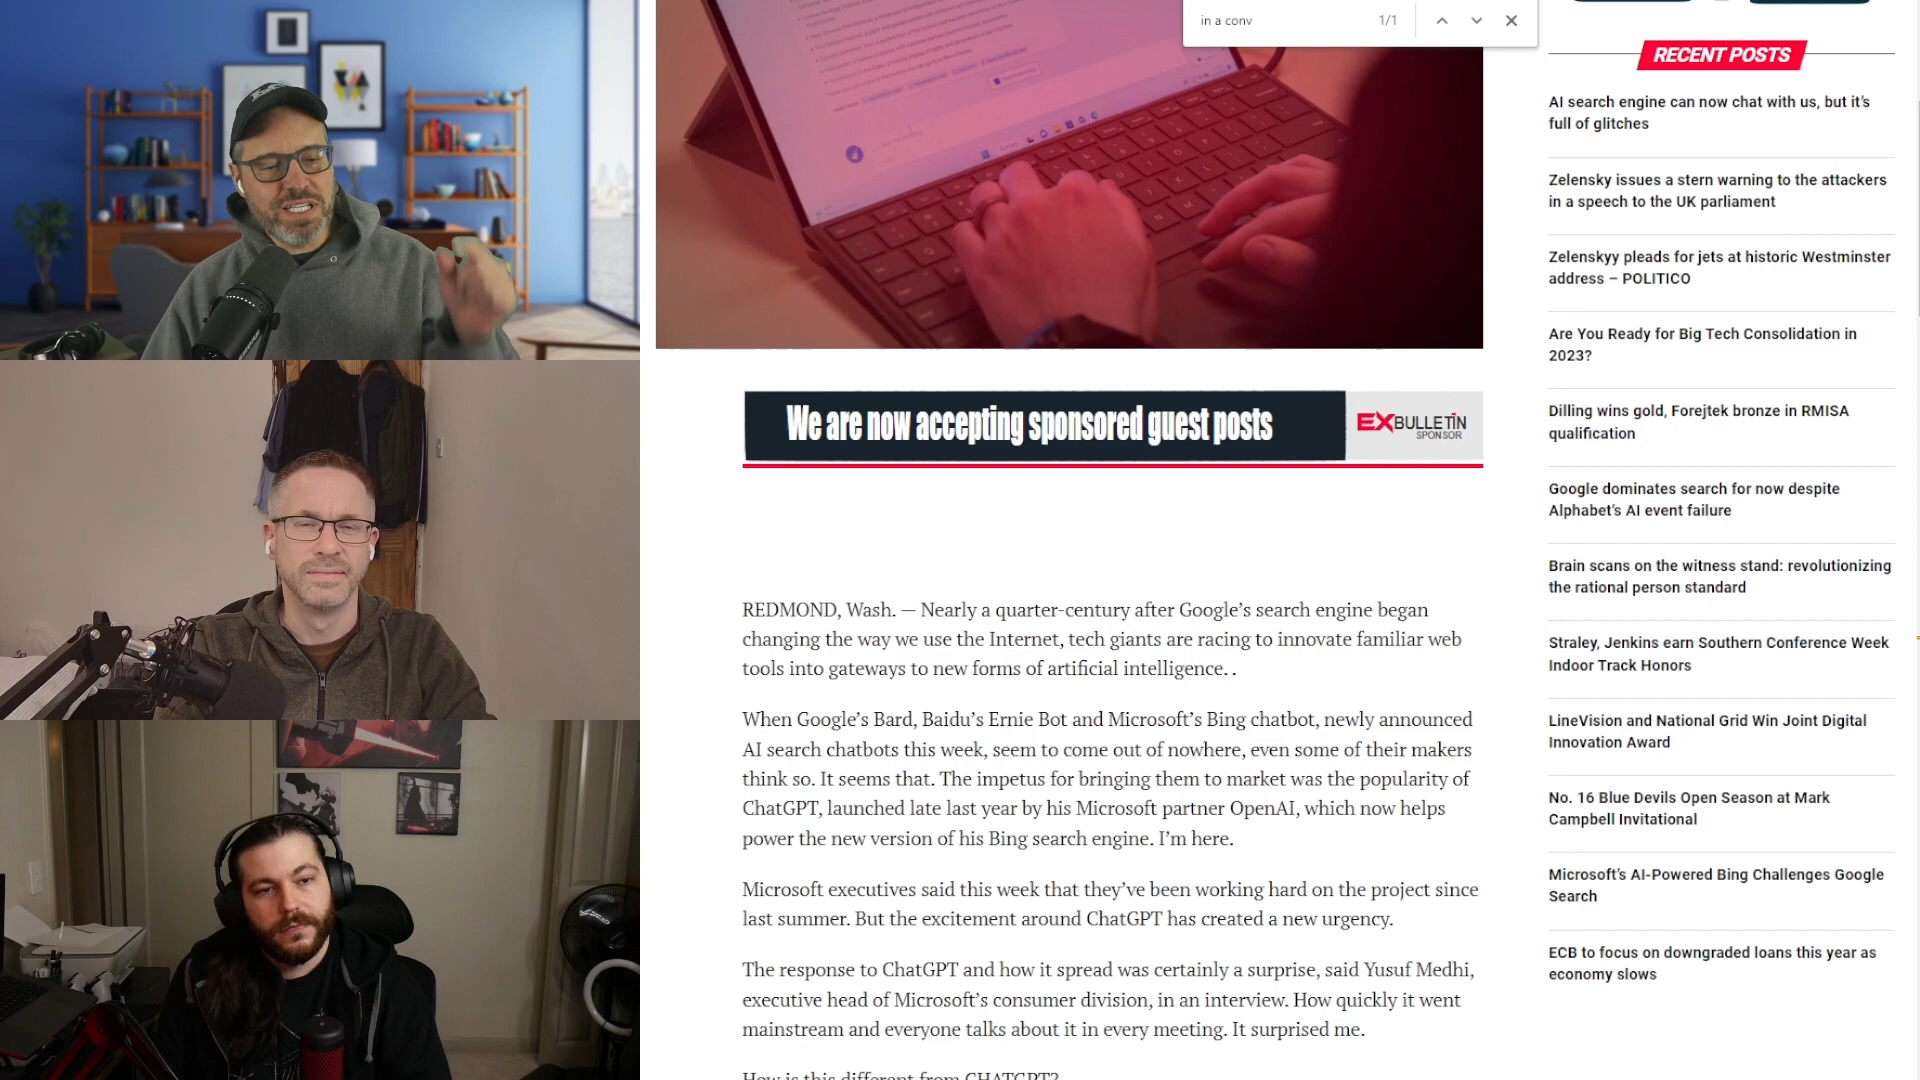 in a conv
1/1
We are now accepting sponsored guest posts
EXBULLETIN
SPONSOR
REDMOND, Wash. — Nearly a quarter-century after Google’s search engine began
changing the way we use the Internet, tech giants are racing to innovate familiar web
tools into gateways to new forms of artificial intelligence. .
When Google’s Bard, Baidu’s Ernie Bot and Microsoft’s Bing chatbot, newly announced
AI search chatbots this week, seem to come out of nowhere, even some of their makers
think so. It seems that. The impetus for bringing them to market was the popularity of
ChatGPT, launched late last year by his Microsoft partner OpenAI, which now helps
power the new version of his Bing search engine. I’m here.
Microsoft executives said this week that they’ve been working hard on the project since
last summer. But the excitement around ChatGPT has created a new urgency.
The response to ChatGPT and how it spread was certainly a surprise, said Yusuf Medhi,
executive head of Microsoft’s consumer division, in an interview. How quickly it went
mainstream and everyone talks about it in every meeting. It surprised me.
How is this different from CHATGPT?
RECENT POSTS
AI search engine can now chat with us, but it’s
full of glitches
Zelensky issues a stern warning to the attackers
in a speech to the UK parliament
Zelenskyy pleads for jets at historic Westminster
address – POLITICO
Are You Ready for Big Tech Consolidation in
2023?
Dilling wins gold, Forejtek bronze in RMISA
qualification
Google dominates search for now despite
Alphabet’s AI event failure
Brain scans on the witness stand: revolutionizing
the rational person standard
Straley, Jenkins earn Southern Conference Week
Indoor Track Honors
LineVision and National Grid Win Joint Digital
Innovation Award
No. 16 Blue Devils Open Season at Mark
Campbell Invitational
Microsoft’s AI-Powered Bing Challenges Google
Search
ECB to focus on downgraded loans this year as
economy slows